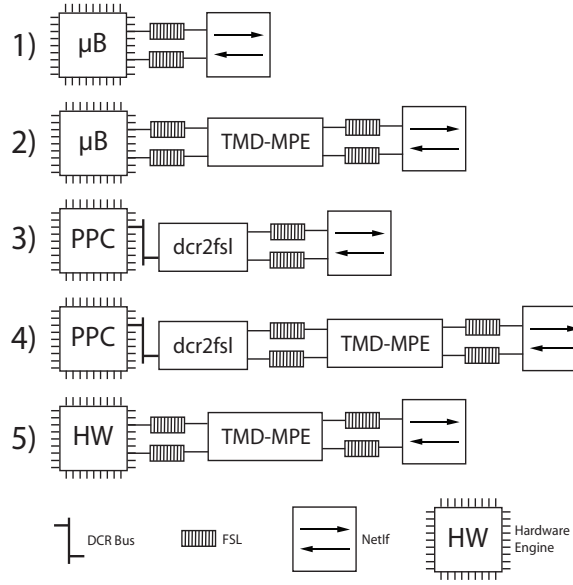 1) µB
2) µB TMD-MPE
3) PPC dcr2fsl
4) PPC dcr2fsl TMD-MPE
5) HW TMD-MPE
DCR Bus FSL NetIf HW Hardware
Engine